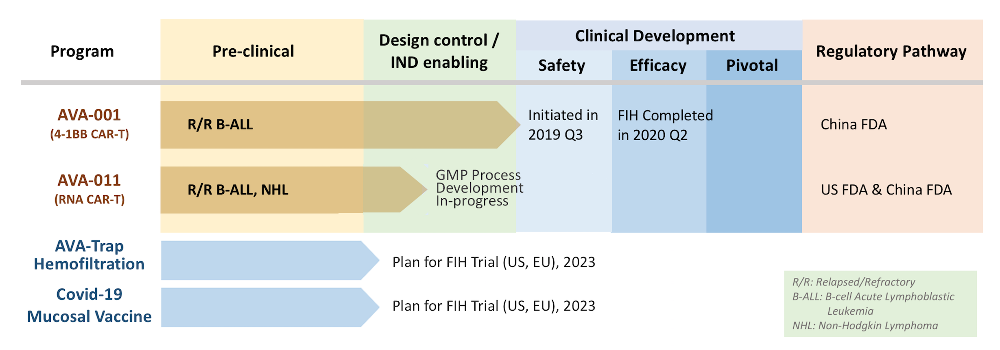 Program
Pre-clinical
Design control /
IND enabling
Clinical Development
Safety
Efficacy
Pivotal
Regulatory Pathway
AVA-001
(4-1BB CAR-T)
R/R B-ALL
Initiated in
2019 Q3
FIH Completed
in 2020 Q2
China FDA
AVA-011
(RNA CAR-T)
R/R B-ALL, NHL
GMP Process
Development
In-progress
US FDA & China FDA
AVA-Trap
Hemofiltration
Plan for FIH Trial (US, EU), 2023
Covid-19
Mucosal Vaccine
Plan for FIH Trial (US, EU), 2023
R/R: Relapsed/Refractory
B-ALL: B-cell Acute Lymphoblastic
Leukemia
NHL: Non-Hodgkin Lymphoma